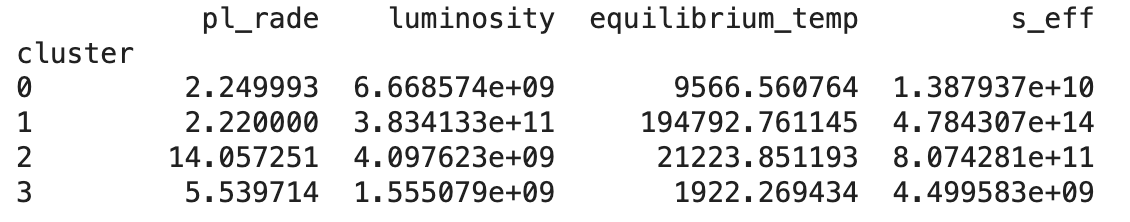 pl_rade luminosity equilibrium_temp s_eff
cluster
0 2.249993 6.668574e+09 9566.560764 1.387937e+10
1 2.220000 3.834133e+11 194792.761145 4.784307e+14
2 14.057251 4.097623e+09 21223.851193 8.074281e+11
3 5.539714 1.555079e+09 1922.269434 4.499583e+09